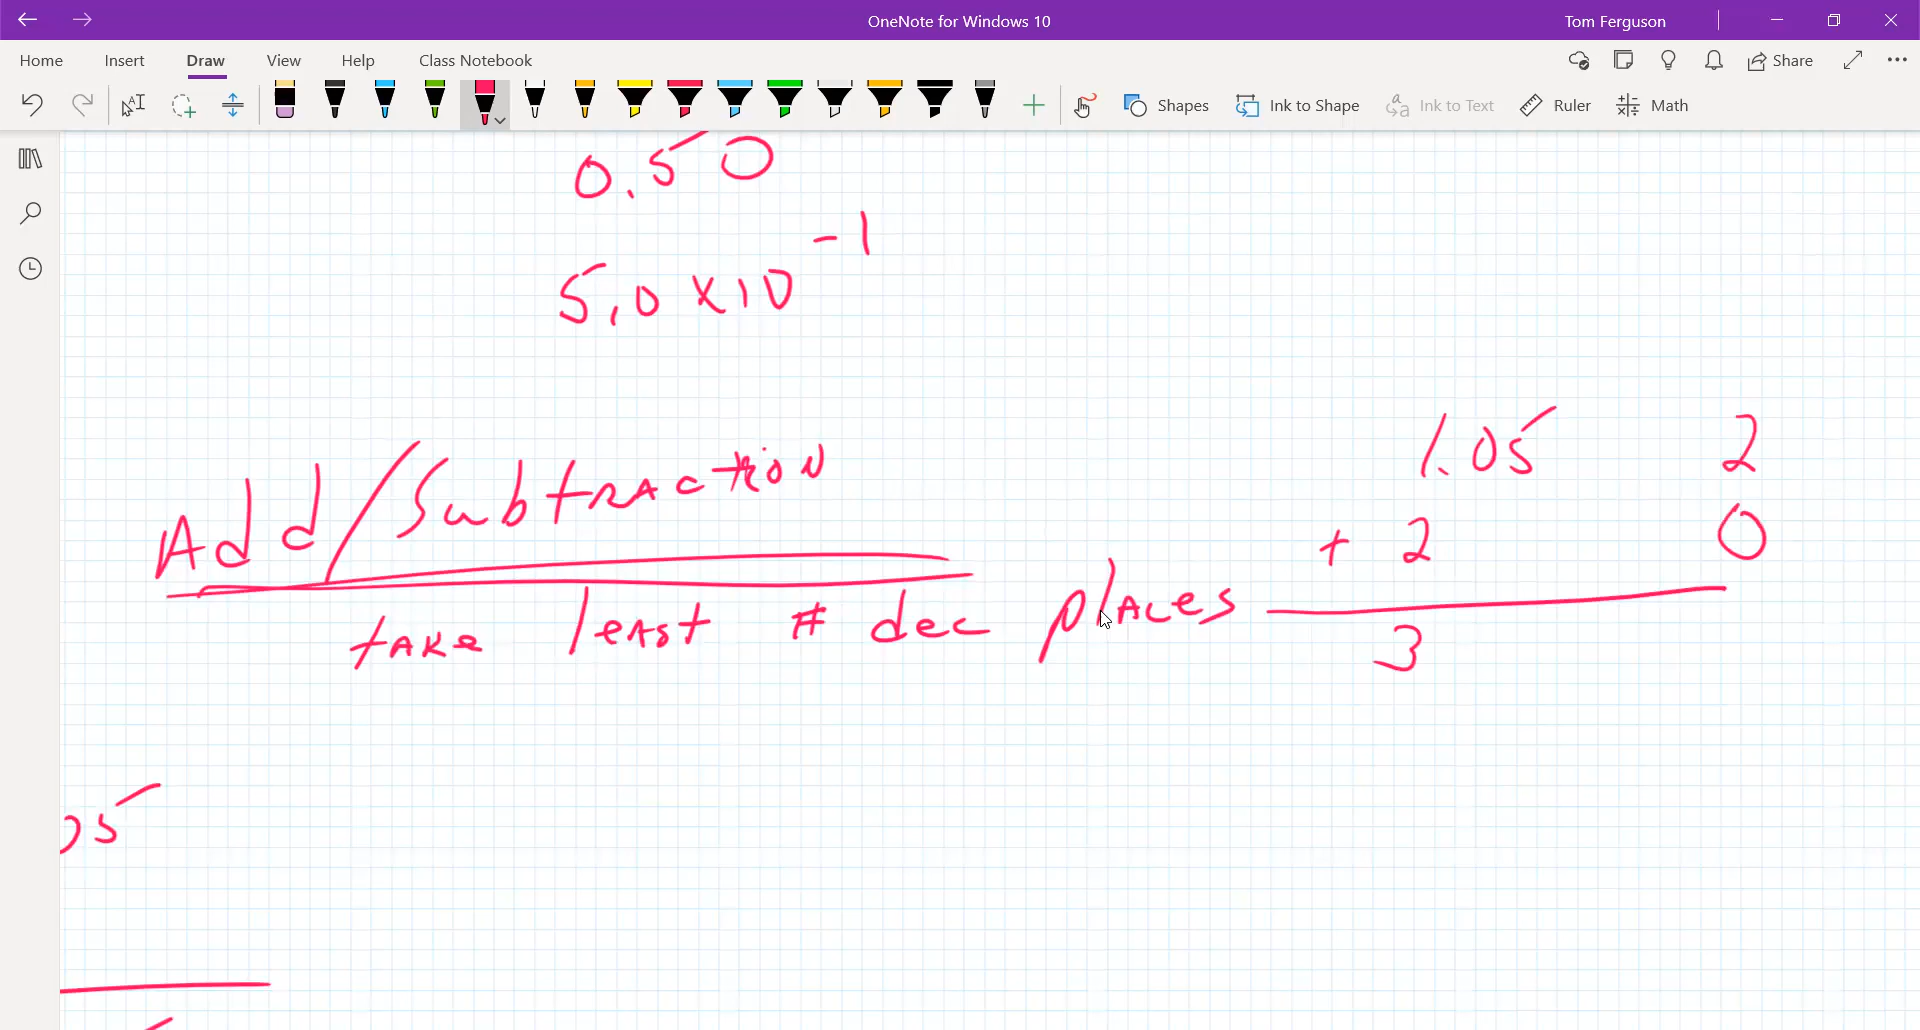 OneNote for Windows 10
Tom Ferguson
Home Insert Draw View Help Class Notebook
Share
Shapes Ink to Shape Ink to Text Ruler Math
0.50
5.0 x 10 -1
Add/Subtraction
take least # dec places
1.05 2
+ 2 0
3
05